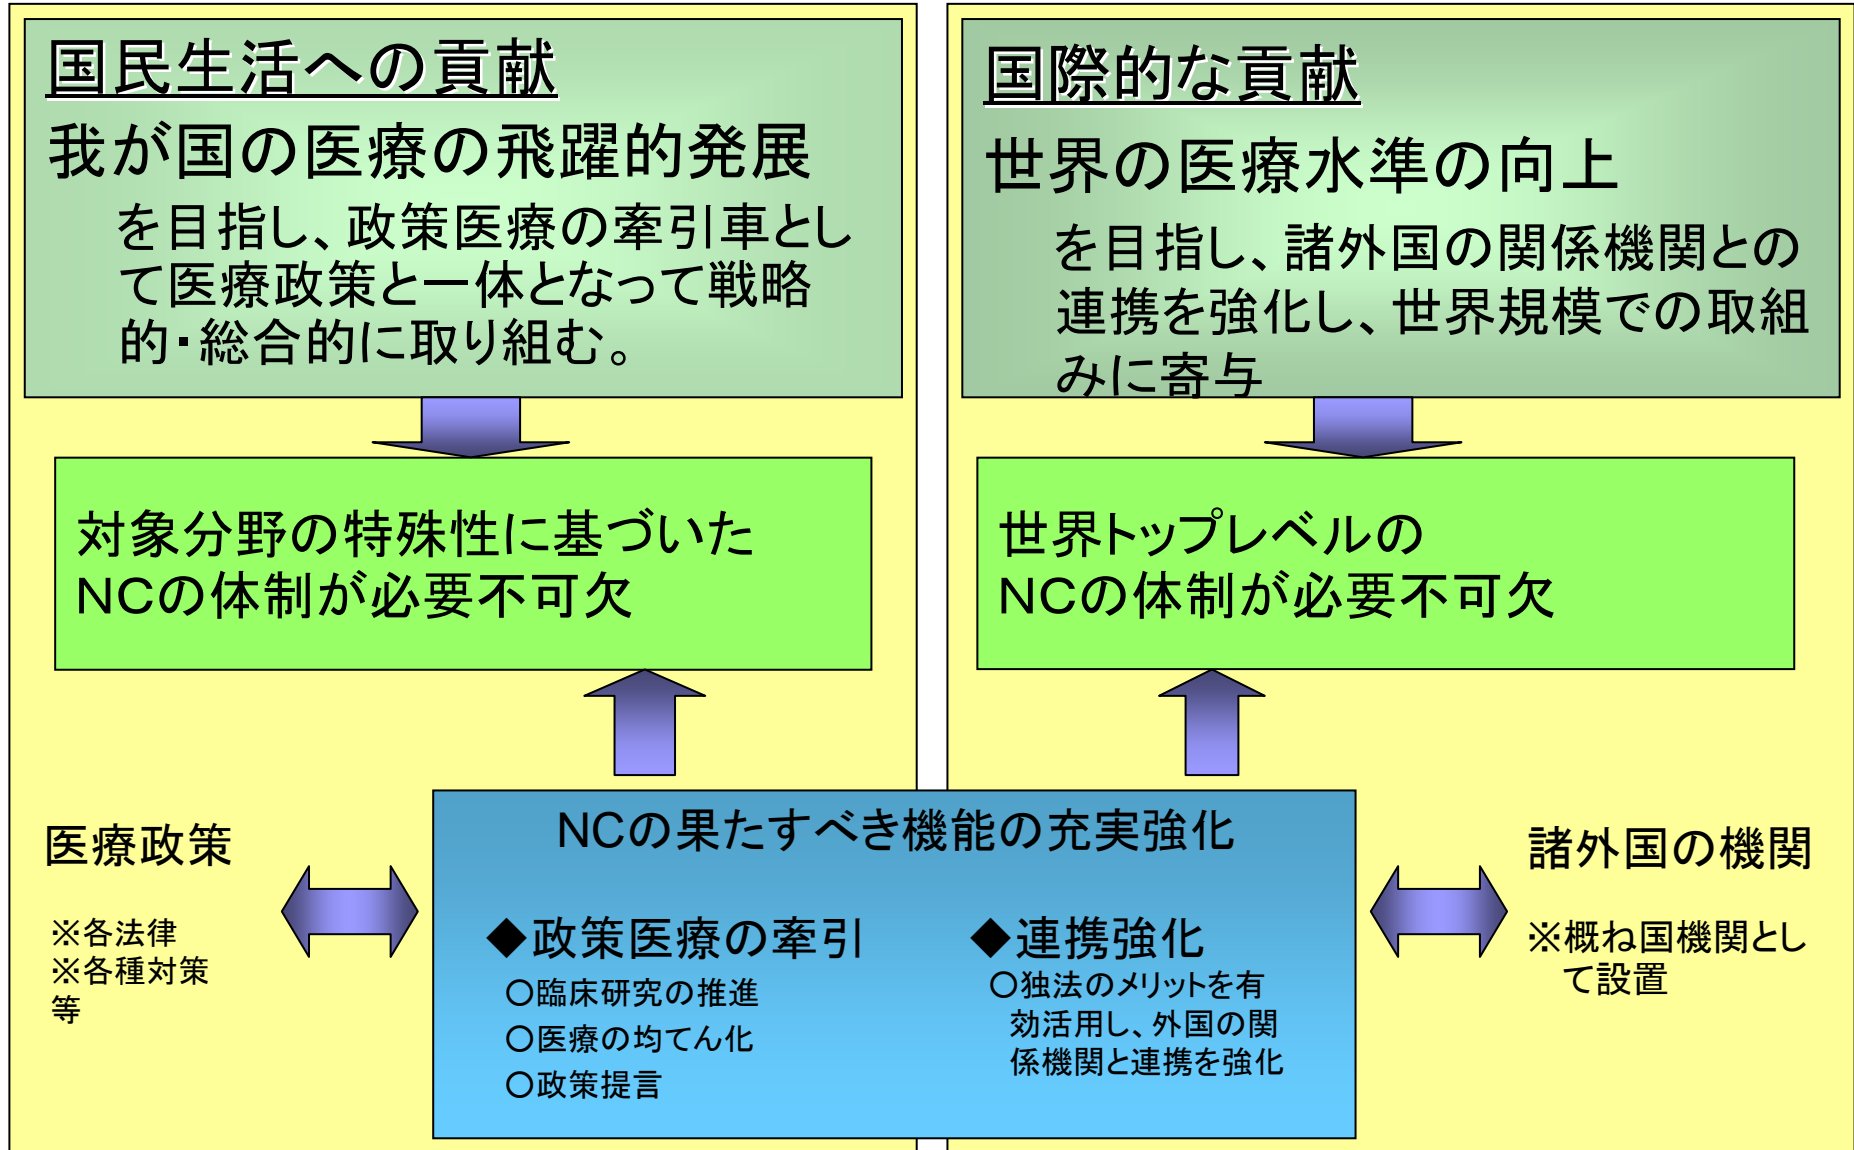 国民生活への貢献
我が国の医療の飛躍的発展
を目指し、政策医療の牽引車とし
て医療政策と一体となって戦略
的・総合的に取り組む。
対象分野の特殊性に基づいた
NCの体制が必要不可欠
国際的な貢献
世界の医療水準の向上
を目指し、諸外国の関係機関との
連携を強化し、世界規模での取組
みに寄与
世界トップレベルの
NCの体制が必要不可欠
医療政策
※各法律
※各種対策
等
NCの果たすべき機能の充実強化
◆政策医療の牽引
○臨床研究の推進
○医療の均てん化
○政策提言
◆連携強化
○独法のメリットを有
効活用し、外国の関
係機関と連携を強化
諸外国の機関
※概ね国機関とし
て設置